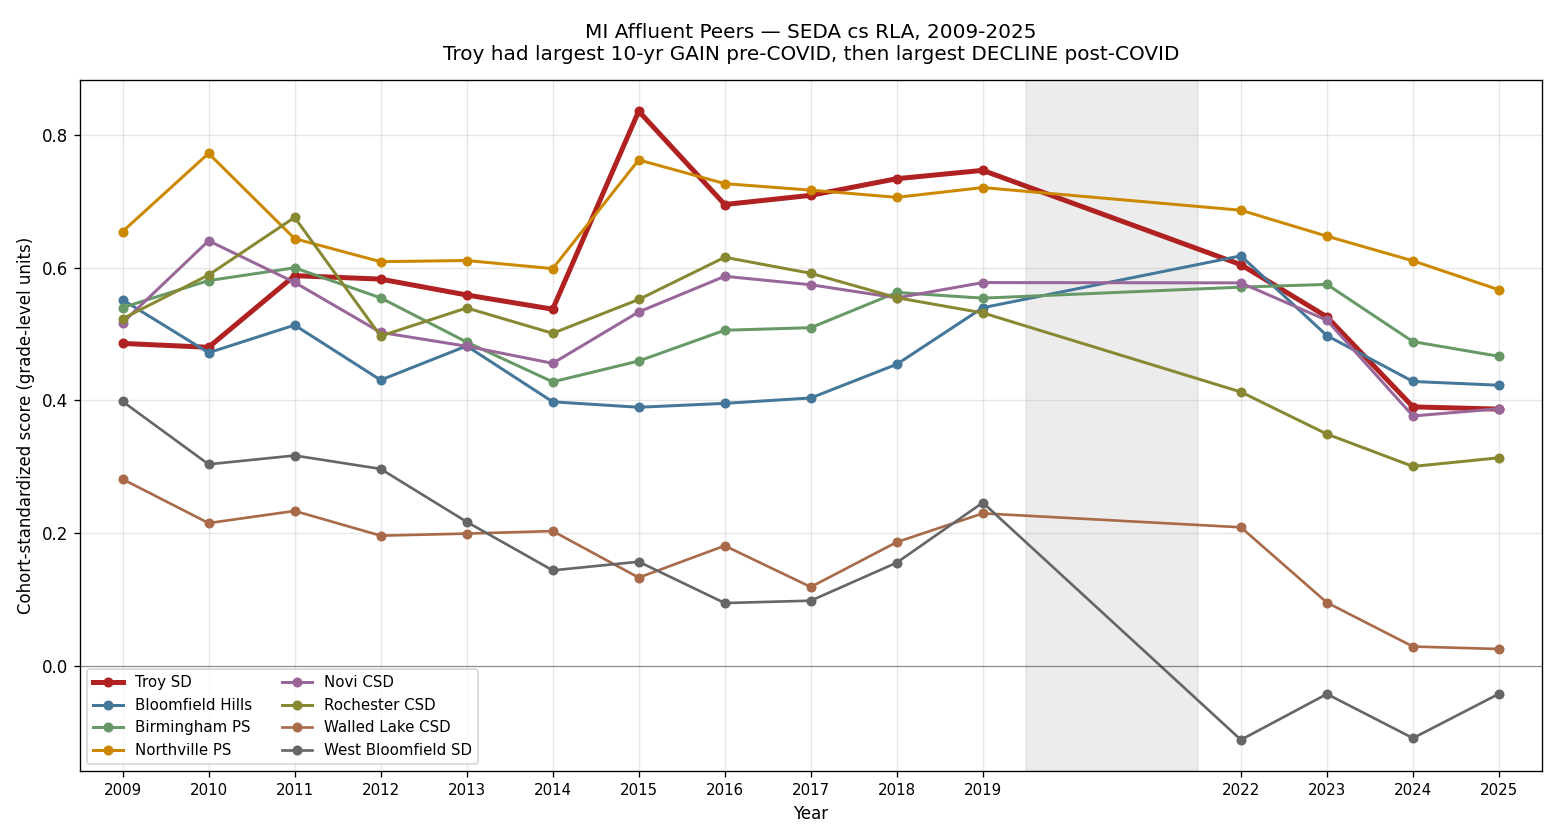 MI Affluent Peers — SEDA cs RLA, 2009-2025
Troy had largest 10-yr GAIN pre-COVID, then largest DECLINE post-COVID
Cohort-standardized score (grade-level units)
0.8
0.6
0.4
0.2
0.0
Troy SD
Bloomfield Hills
Birmingham PS
Northville PS
Novi CSD
Rochester CSD
Walled Lake CSD
West Bloomfield SD
2009 2010 2011 2012 2013 2014 2015 2016 2017 2018 2019 2022 2023 2024 2025
Year